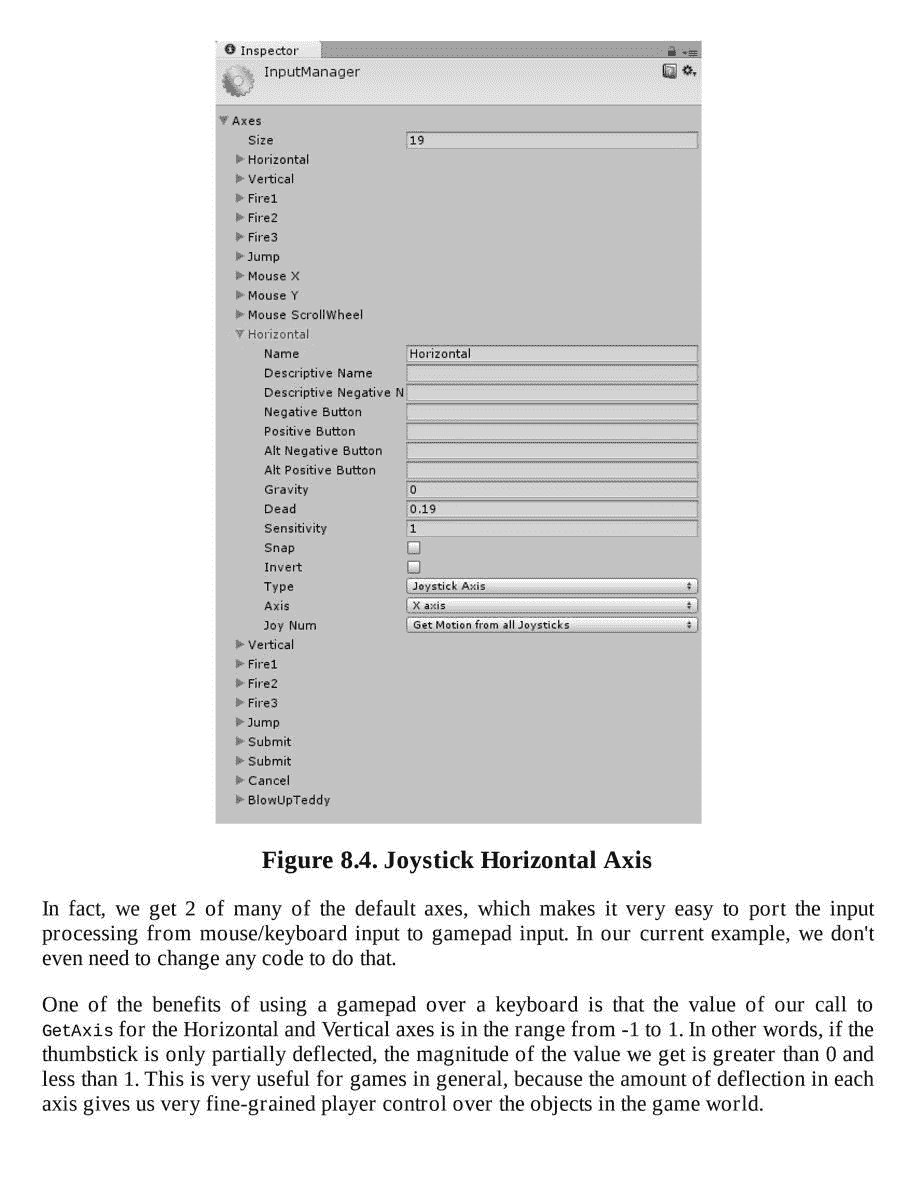 Inspector
InputManager
Axes
Size 19
Horizontal
Vertical
Fire1
Fire2
Fire3
Jump
Mouse X
Mouse Y
Mouse ScrollWheel
Horizontal
Name Horizontal
Descriptive Name
Descriptive Negative N
Negative Button
Positive Button
Alt Negative Button
Alt Positive Button
Gravity 0
Dead 0.19
Sensitivity 1
Snap
Invert
Type Joystick Axis
Axis X axis
Joy Num Get Motion from all Joysticks
Vertical
Fire1
Fire2
Fire3
Jump
Submit
Submit
Cancel
BlowUpTeddy
Figure 8.4. Joystick Horizontal Axis
In fact, we get 2 of many of the default axes, which makes it very easy to port the input
processing from mouse/keyboard input to gamepad input. In our current example, we don't
even need to change any code to do that.
One of the benefits of using a gamepad over a keyboard is that the value of our call to
GetAxis for the Horizontal and Vertical axes is in the range from -1 to 1. In other words, if the
thumbstick is only partially deflected, the magnitude of the value we get is greater than 0 and
less than 1. This is very useful for games in general, because the amount of deflection in each
axis gives us very fine-grained player control over the objects in the game world.